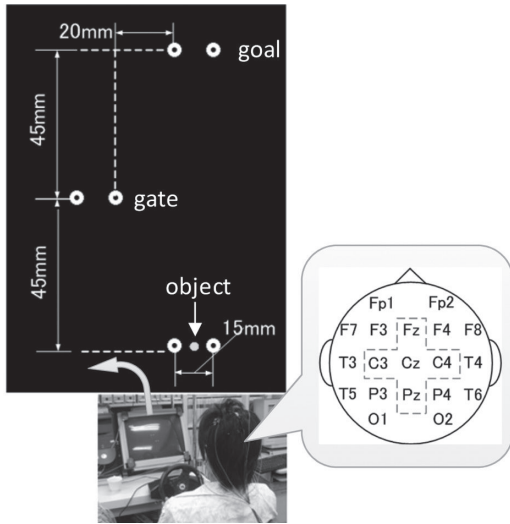 20mm
goal
45mm
gate
45mm
object
15mm
Fp1 Fp2
F7 F3 Fz F4 F8
T3 C3 Cz C4 T4
T5 P3 Pz P4 T6
O1 O2